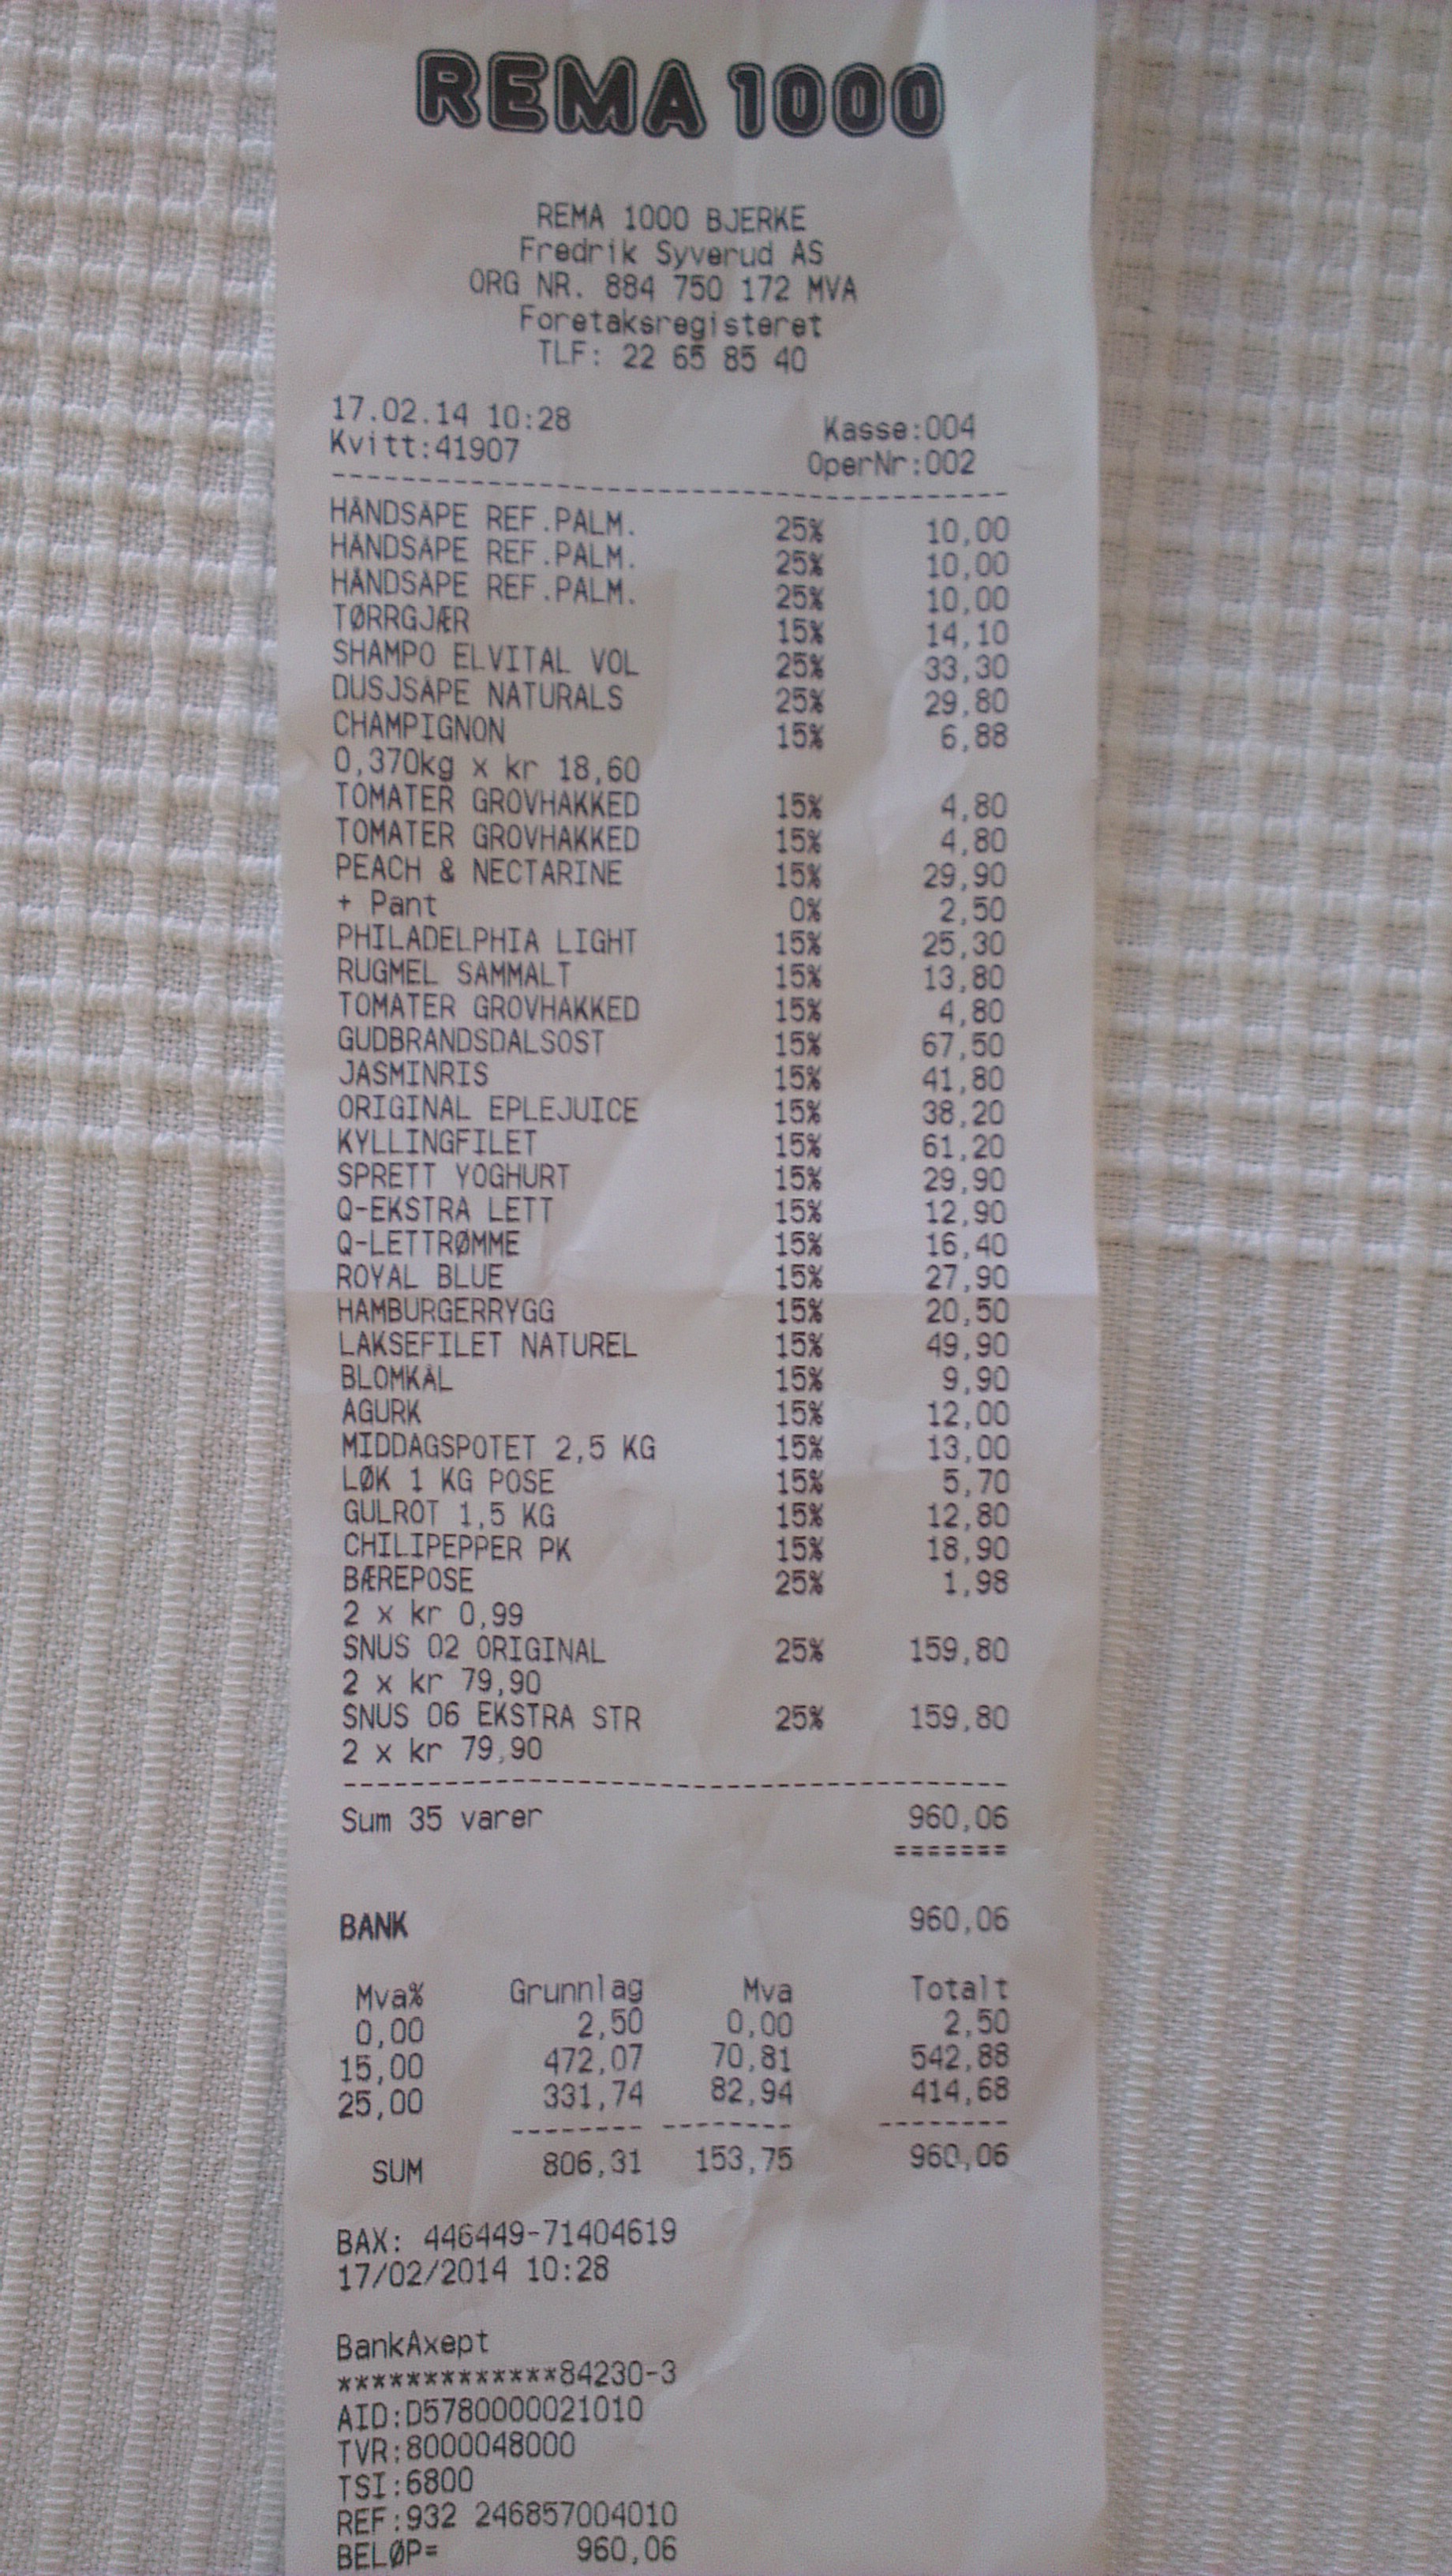 REMA 1000
REMA 1000 BJERKE
Fredrik Syverud AS
ORG NR. 884 750 172 MVA
Foretaksregisteret
TLF: 22 65 85 40
17.02.14 10:28 Kasse:004
Kvitt:41907 OperNr:002
HÅNDSÅPE REF.PALM. 25% 10,00
HÅNDSÅPE REF.PALM. 25% 10,00
HÅNDSÅPE REF.PALM. 25% 10,00
TØRRGJÆR 15% 14,10
SHAMPO ELVITAL VOL 25% 33,30
DUSJSÅPE NATURALS 25% 29,80
CHAMPIGNON 15% 6,88
0,370kg x kr 18,60
TOMATER GROVHAKKED 15% 4,80
TOMATER GROVHAKKED 15% 4,80
PEACH & NECTARINE 15% 29,90
+ Pant 0% 2,50
PHILADELPHIA LIGHT 15% 25,30
RUGMEL SAMMALT 15% 13,80
TOMATER GROVHAKKED 15% 4,80
GUDBRANDSDALSOST 15% 67,50
JASMINRIS 15% 41,80
ORIGINAL EPLEJUICE 15% 38,20
KYLLINGFILET 15% 61,20
SPRETT YOGHURT 15% 29,90
Q-EKSTRA LETT 15% 12,90
Q-LETTRØMME 15% 16,40
ROYAL BLUE 15% 27,90
HAMBURGERRYGG 15% 20,50
LAKSEFILET NATUREL 15% 49,90
BLOMKÅL 15% 9,90
AGURK 15% 12,00
MIDDAGSPOTET 2,5 KG 15% 13,00
LØK 1 KG POSE 15% 5,70
GULROT 1,5 KG 15% 12,80
CHILIPEPPER PK 15% 18,90
BÆREPOSE 25% 1,98
2 x kr 0,99
SNUS 02 ORIGINAL 25% 159,80
2 x kr 79,90
SNUS 06 EKSTRA STR 25% 159,80
2 x kr 79,90
Sum 35 varer 960,06
=======
BANK 960,06
Mva% Grunnlag Mva Totalt
0,00 2,50 0,00 2,50
15,00 472,07 70,81 542,88
25,00 331,74 82,94 414,68
SUM 806,31 153,75 960,06
BAX: 446449-71404619
17/02/2014 10:28
BankAxept
*************84230-3
AID:D5780000021010
TVR:8000048000
TSI:6800
REF:932 246857004010
BELØP= 960,06